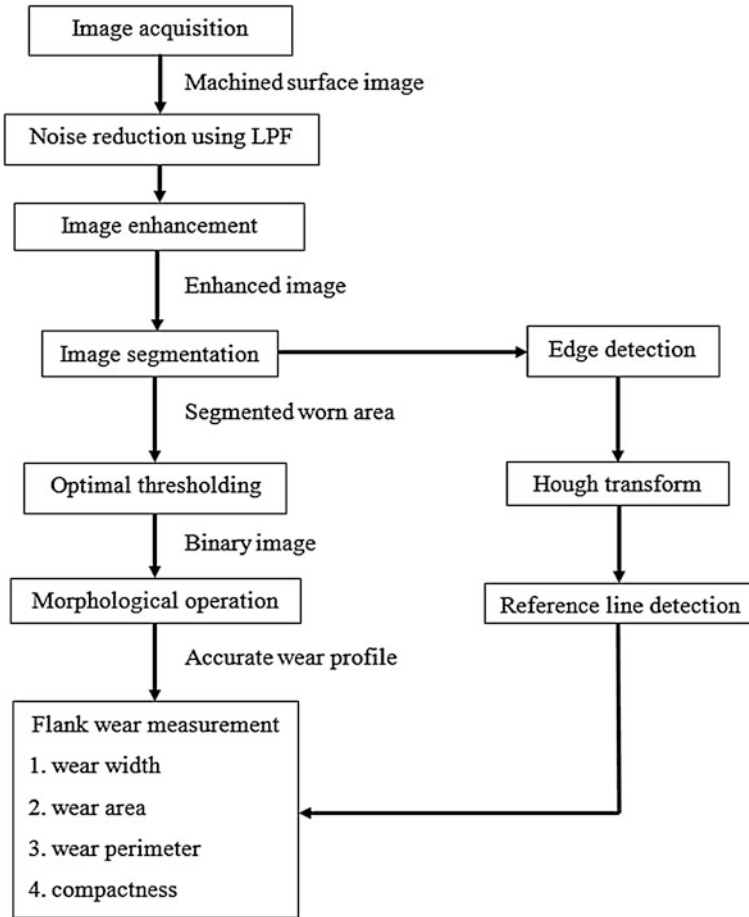 Image acquisition
Machined surface image
Noise reduction using LPF
Image enhancement
Enhanced image
Image segmentation
Edge detection
Segmented worn area
Optimal thresholding
Hough transform
Binary image
Morphological operation
Reference line detection
Accurate wear profile
Flank wear measurement
1. wear width
2. wear area
3. wear perimeter
4. compactness